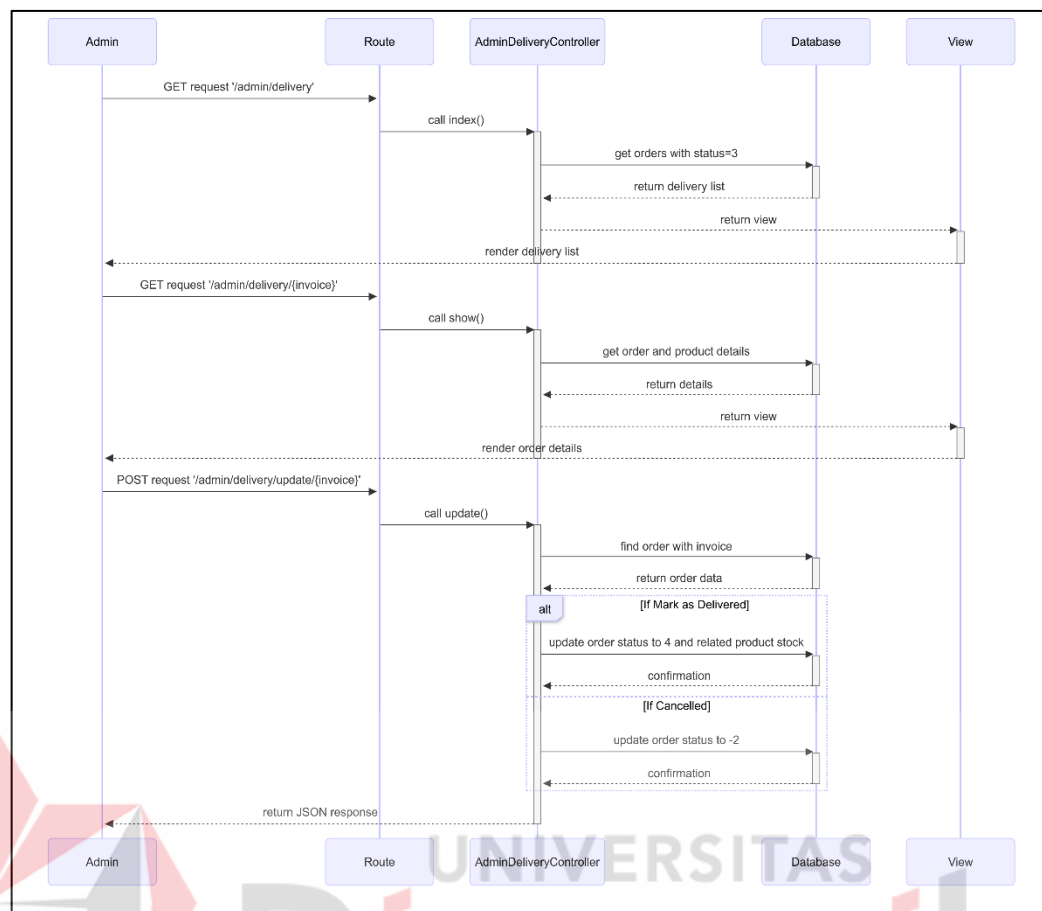 Admin Route AdminDeliveryController Database View
GET request '/admin/delivery'
call index()
get orders with status=3
return delivery list
return view
render delivery list
GET request '/admin/delivery/{invoice}'
call show()
get order and product details
return details
return view
render order details
POST request '/admin/delivery/update/{invoice}'
call update()
find order with invoice
return order data
alt [If Mark as Delivered]
update order status to 4 and related product stock
confirmation
[If Cancelled]
update order status to -2
confirmation
return JSON response
UNIVERSITAS
Admin Route AdminDeliveryController Database View